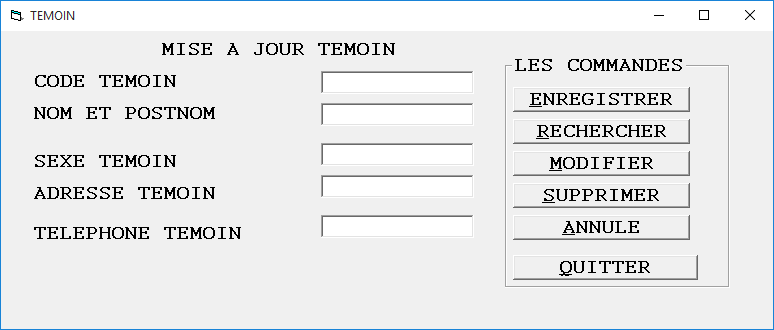 TEMOIN
MISE A JOUR TEMOIN
CODE TEMOIN
NOM ET POSTNOM
SEXE TEMOIN
ADRESSE TEMOIN
TELEPHONE TEMOIN
LES COMMANDES
ENREGISTRER
RECHERCHER
MODIFIER
SUPPRIMER
ANNULE
QUITTER